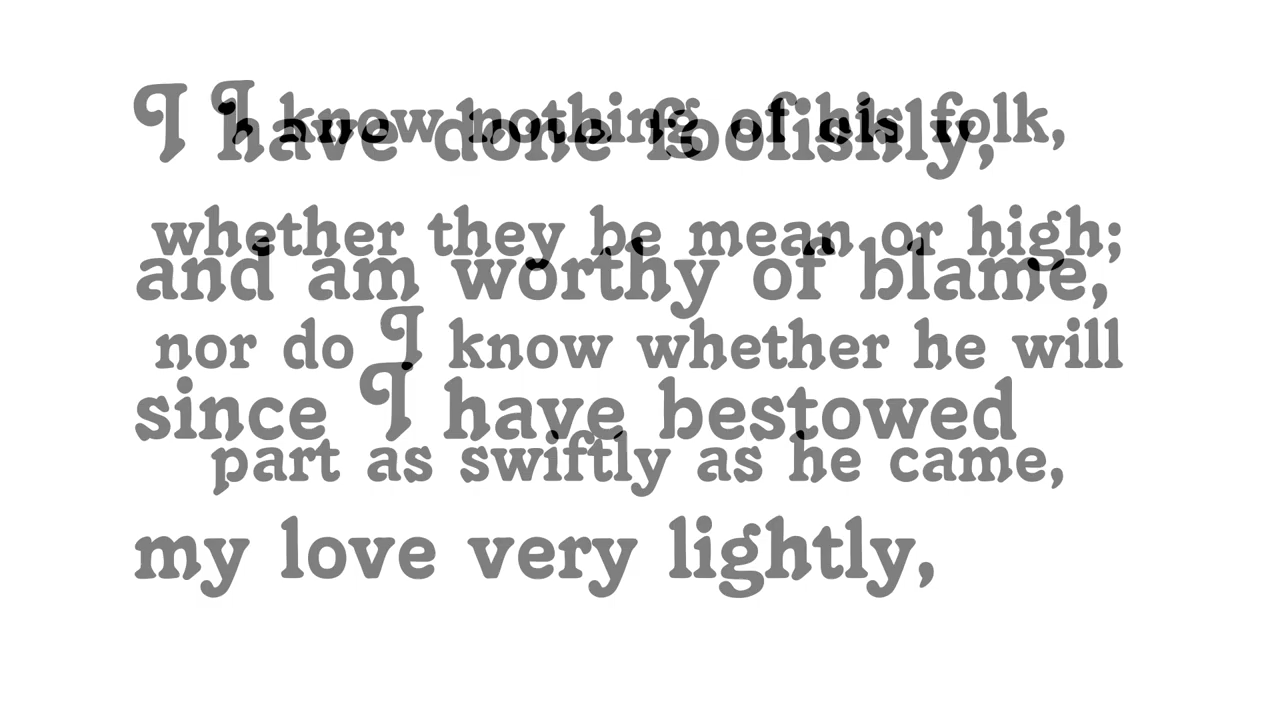 I have done foolishly,
and am worthy of blame,
since I have bestowed
my love very lightly,
I know nothing of his folk,
whether they be mean or high;
nor do I know whether he will
part as swiftly as he came,